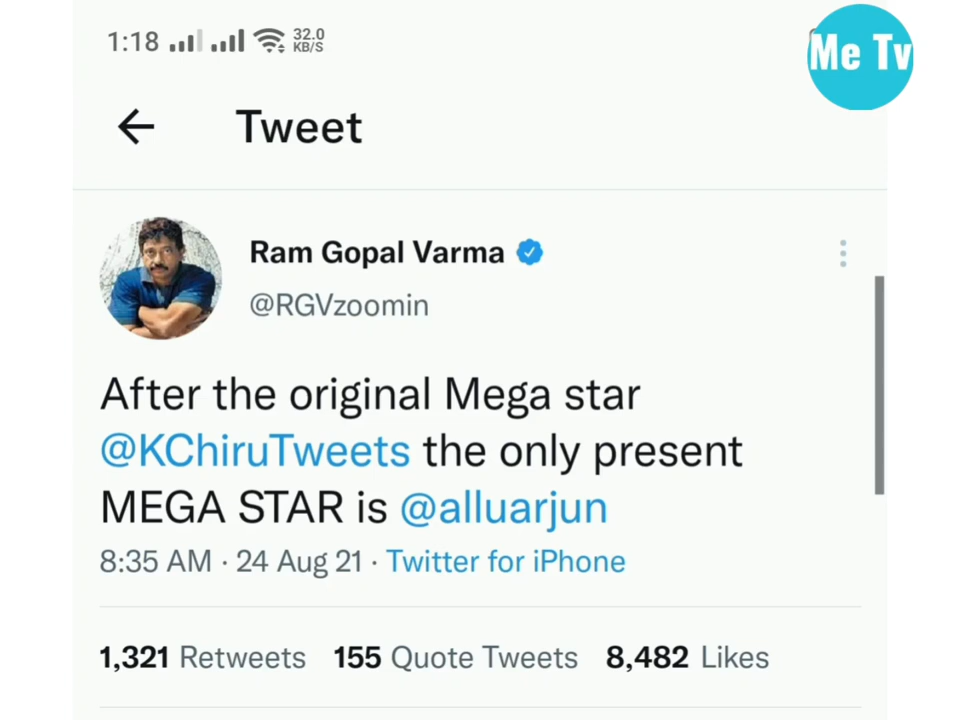 1:18 32.0 KB/S
Me Tv
Tweet
Ram Gopal Varma
@RGVzoomin
After the original Mega star
@KChiruTweets the only present
MEGA STAR is @alluarjun
8:35 AM · 24 Aug 21 · Twitter for iPhone
1,321 Retweets 155 Quote Tweets 8,482 Likes